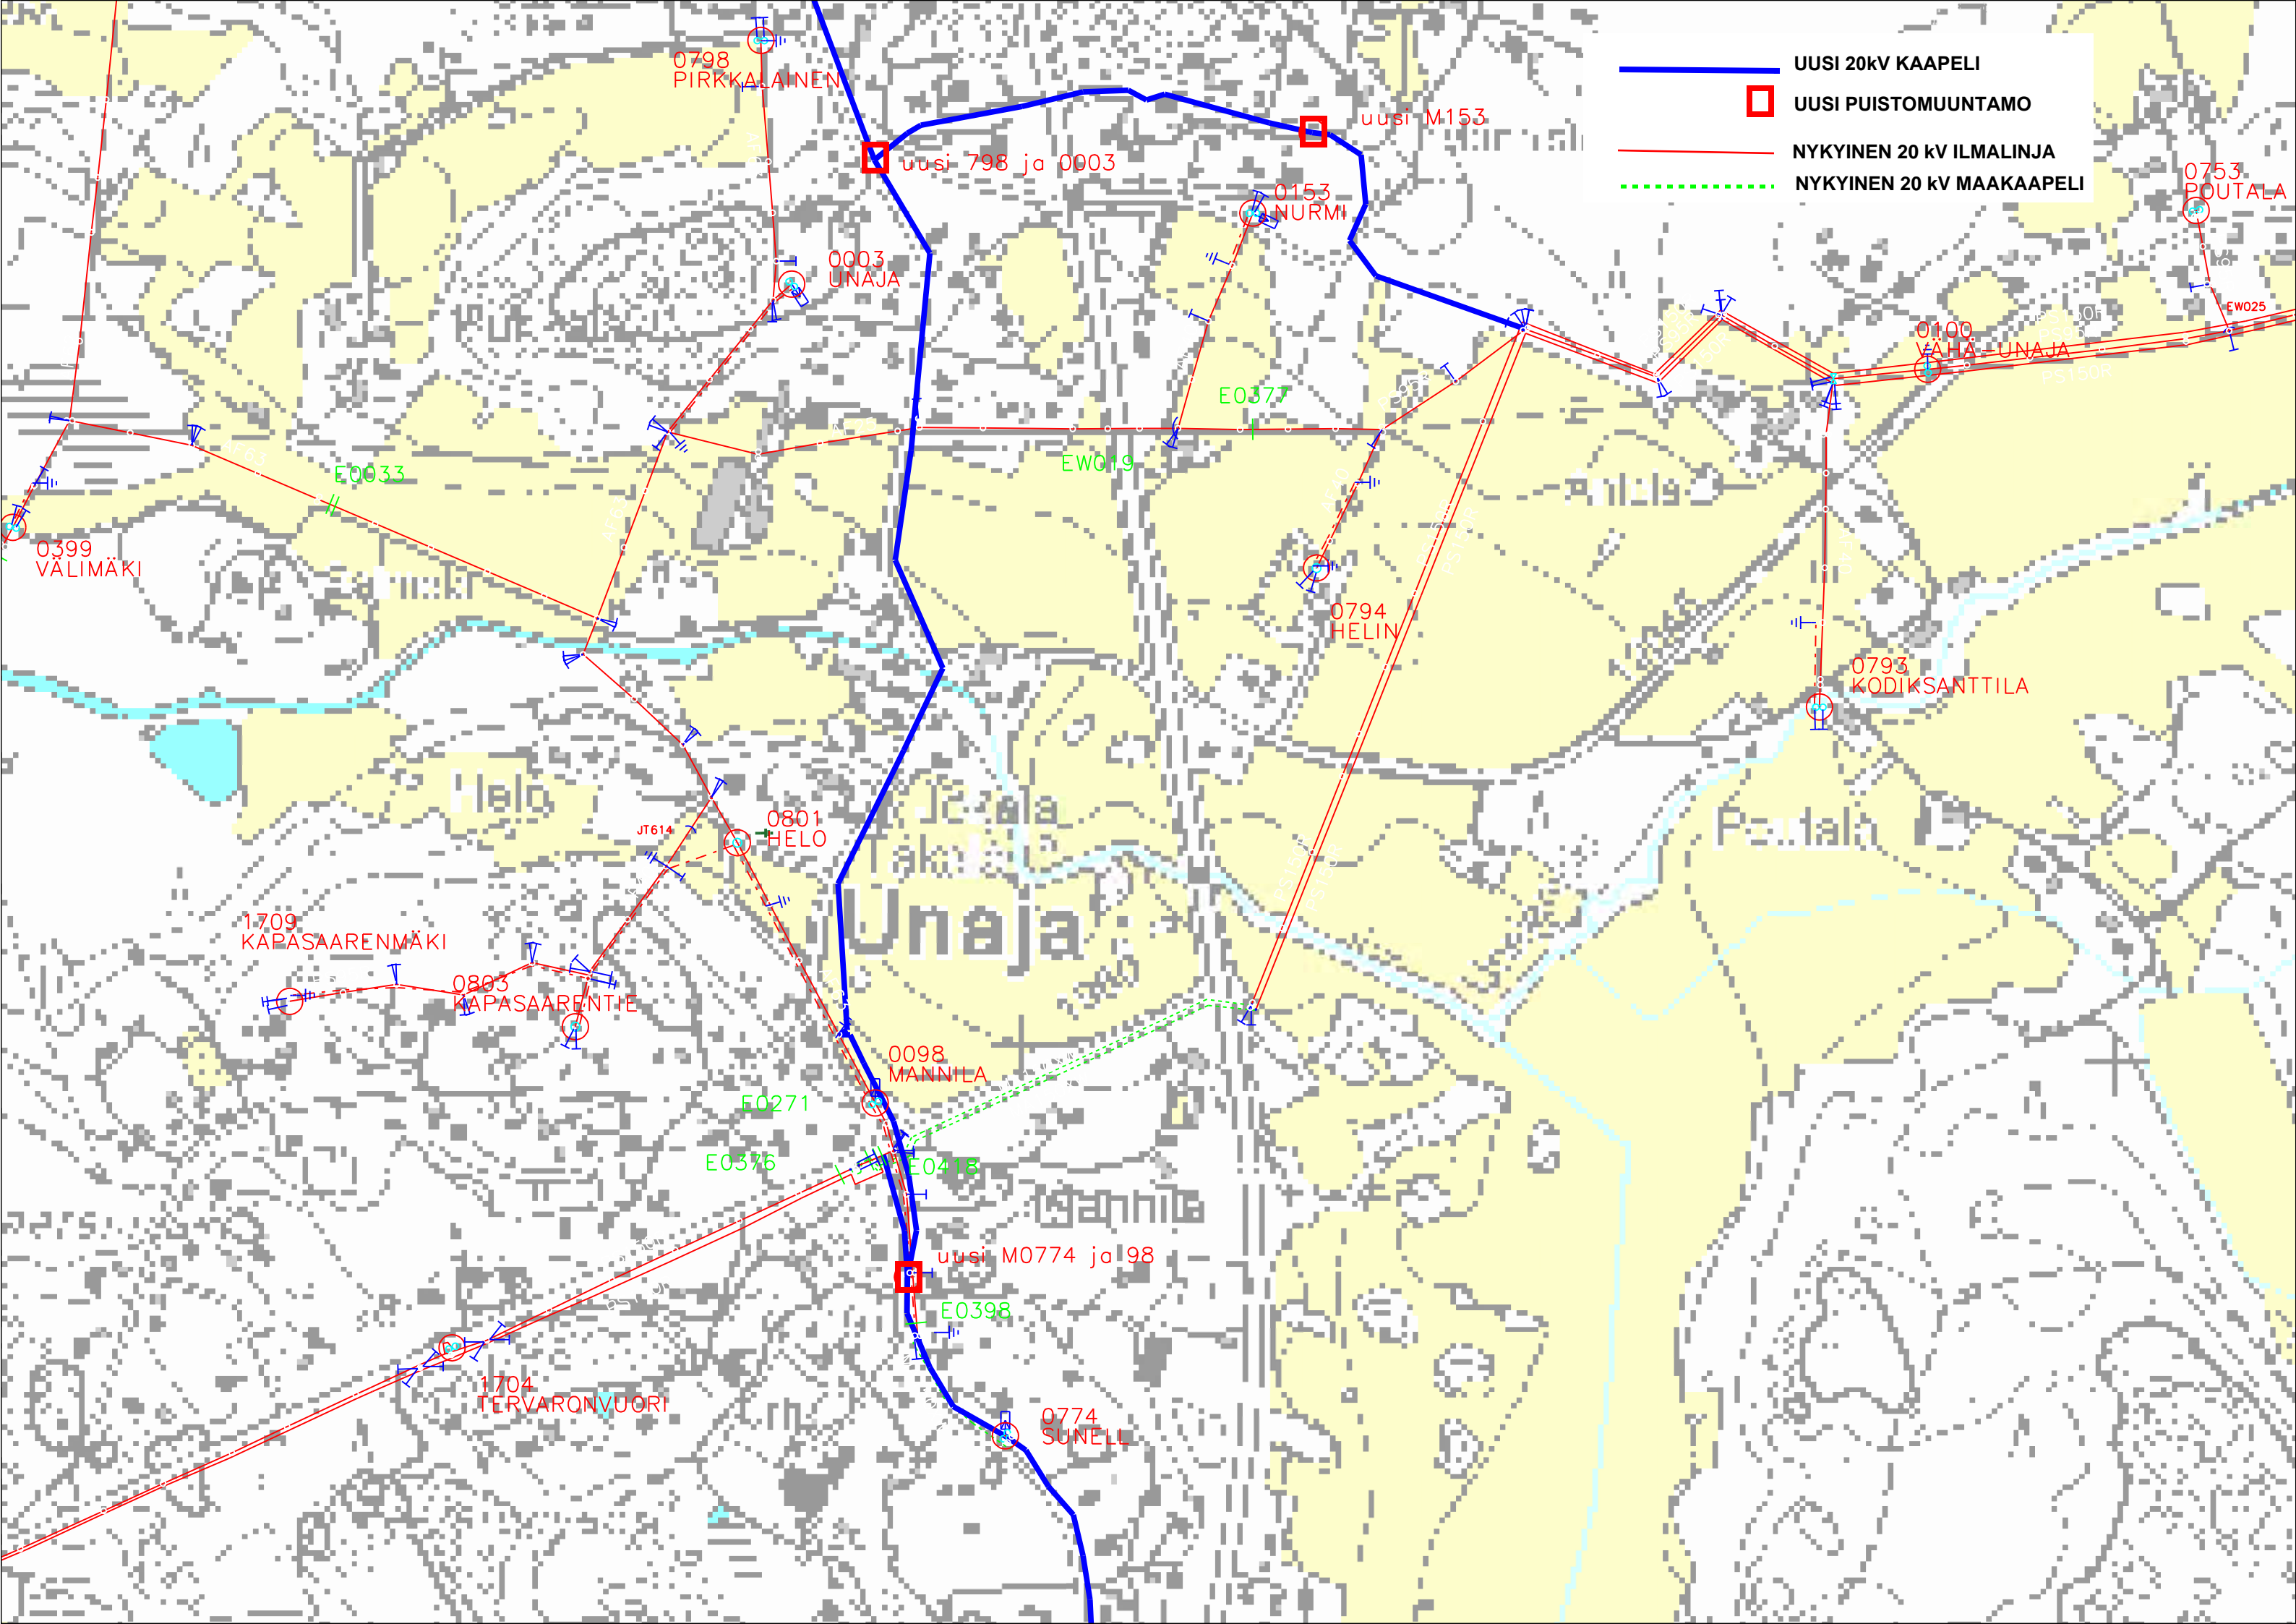 0798
PIRKKALAINEN
UUSI 20kV KAAPELI
UUSI PUISTOMUUNTAMO
NYKYINEN 20 kV ILMALINJA
NYKYINEN 20 kV MAAKAAPELI
uusi M153
uusi 798 ja 0003
0153
NURMI
0753
POUTALA
0003
UNAJA
EW025
0100
VÄHÄ-UNAJA
PS150R
E0377
EW019
E0033
0399
VÄLIMÄKI
0794
HELIN
0793
KODIKSANTTILA
Helo
JT614
0801
HELO
Unaja
1709
KAPASAARENMÄKI
0803
KAPASAARENTIE
0098
MANNILA
E0271
E0376
E0418
uusi M0774 ja 98
E0398
1704
TERVARONVUORI
0774
SUNELL